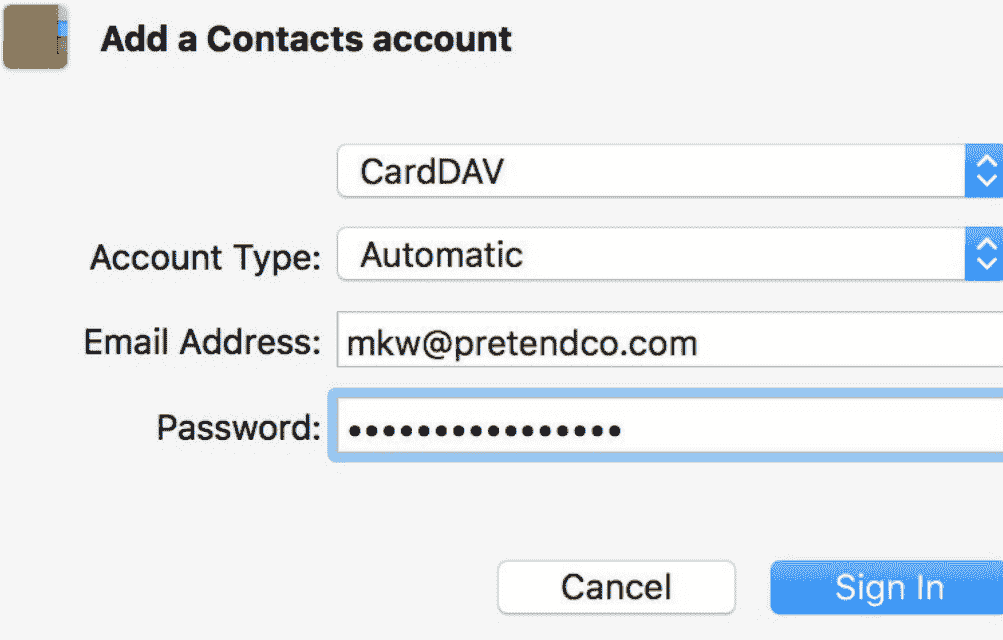 Add a Contacts account
CardDAV
Account Type: Automatic
Email Address: mkw@pretendco.com
Password: ••••••••••••••••
Cancel Sign In